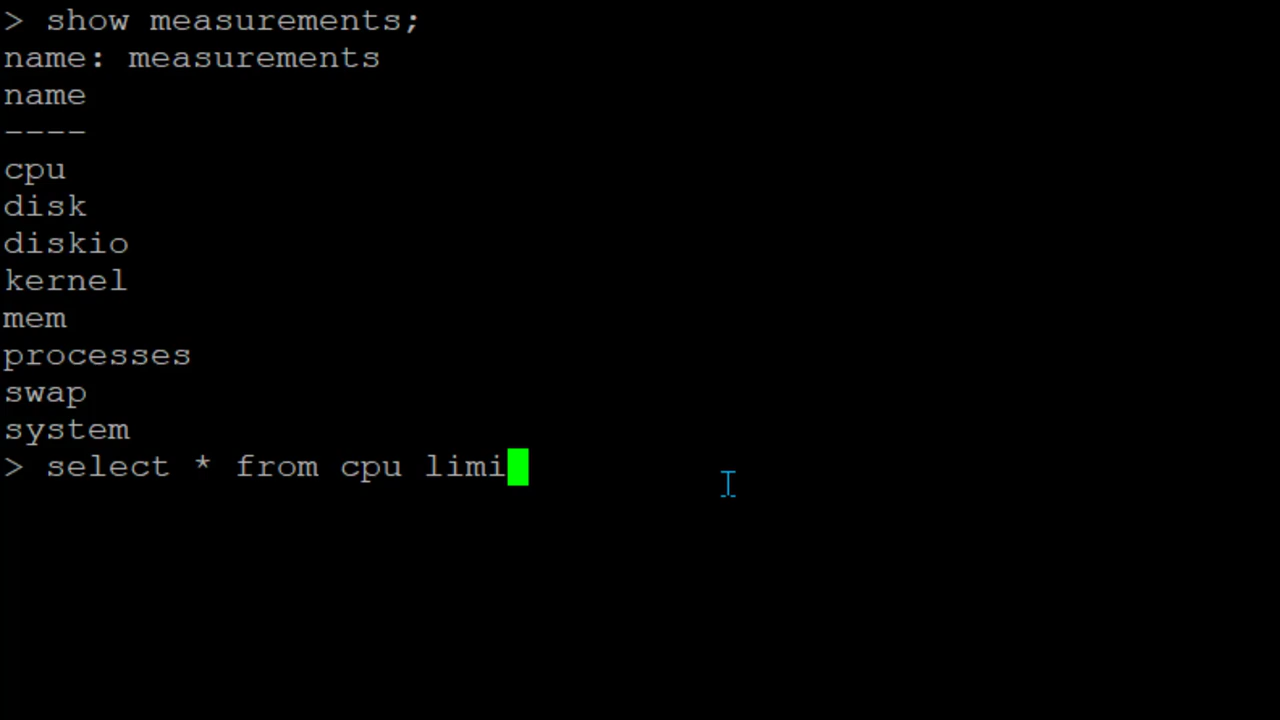 > show measurements;
name: measurements
name
----
cpu
disk
diskio
kernel
mem
processes
swap
system
> select * from cpu limi